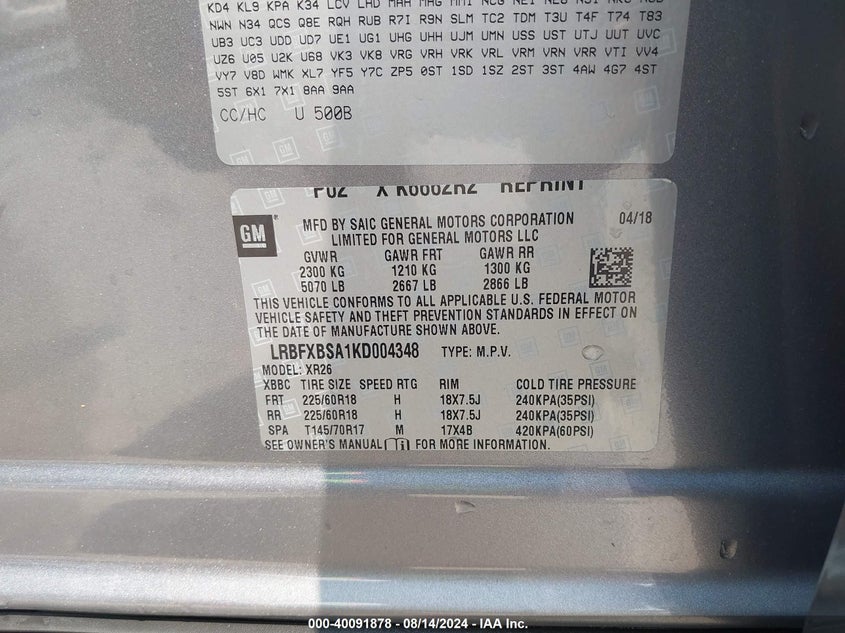 KD4 KL9 KPA K34 LCV LHD MAH
NWN N34 QCS Q8E RQH RUB R7I R9N SLM TC2 TDM T3U T4F T74 T83
UB3 UC3 UDD UD7 UE1 UG1 UHG UHH UJM UMN USS UST UTJ UUT UVC
UZ6 U05 U2K U68 VK3 VK8 VRG VRH VRK VRL VRM VRN VRR VTI VV4
VY7 V8D WMK XL7 YF5 Y7C ZP5 0ST 1SD 1SZ 2ST 3ST 4AW 4G7 4ST
5ST 6X1 7X1 8AA 9AA
CC/HC U 500B
REPRINT
GM
MFD BY SAIC GENERAL MOTORS CORPORATION 04/18
LIMITED FOR GENERAL MOTORS LLC
GVWR GAWR FRT GAWR RR
2300 KG 1210 KG 1300 KG
5070 LB 2667 LB 2866 LB
THIS VEHICLE CONFORMS TO ALL APPLICABLE U.S. FEDERAL MOTOR
VEHICLE SAFETY AND THEFT PREVENTION STANDARDS IN EFFECT ON
THE DATE OF MANUFACTURE SHOWN ABOVE.
LRBFXBSA1KD004348 TYPE: M.P.V.
MODEL: XR26
XBBC TIRE SIZE SPEED RTG RIM COLD TIRE PRESSURE
FRT 225/60R18 H 18X7.5J 240KPA(35PSI)
RR 225/60R18 H 18X7.5J 240KPA(35PSI)
SPA T145/70R17 M 17X4B 420KPA(60PSI)
SEE OWNER'S MANUAL FOR MORE INFORMATION.
000-40091878 - 08/14/2024 - IAA Inc.